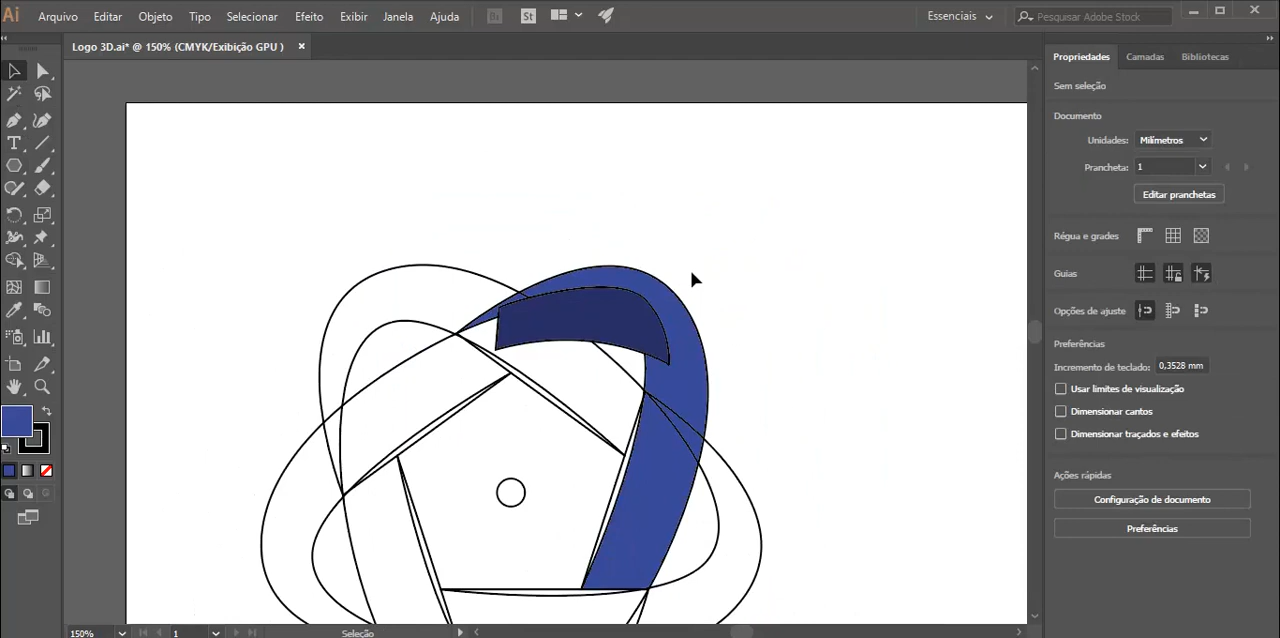 Ai Arquivo Editar Objeto Tipo Selecionar Efeito Exibir Janela Ajuda Br St Essenciais Pesquisar Adobe Stock
Logo 3D.ai* @ 150% (CMYK/Exibição GPU )
Propriedades Camadas Bibliotecas
Sem seleção
Documento
Unidades: Milímetros
Prancheta: 1
Editar pranchetas
Régua e grades
Guias
Opções de ajuste
Preferências
Incremento de teclado: 0,3528 mm
Usar limites de visualização
Dimensionar cantos
Dimensionar traçados e efeitos
Ações rápidas
Configuração de documento
Preferências
150% 1 Seleção